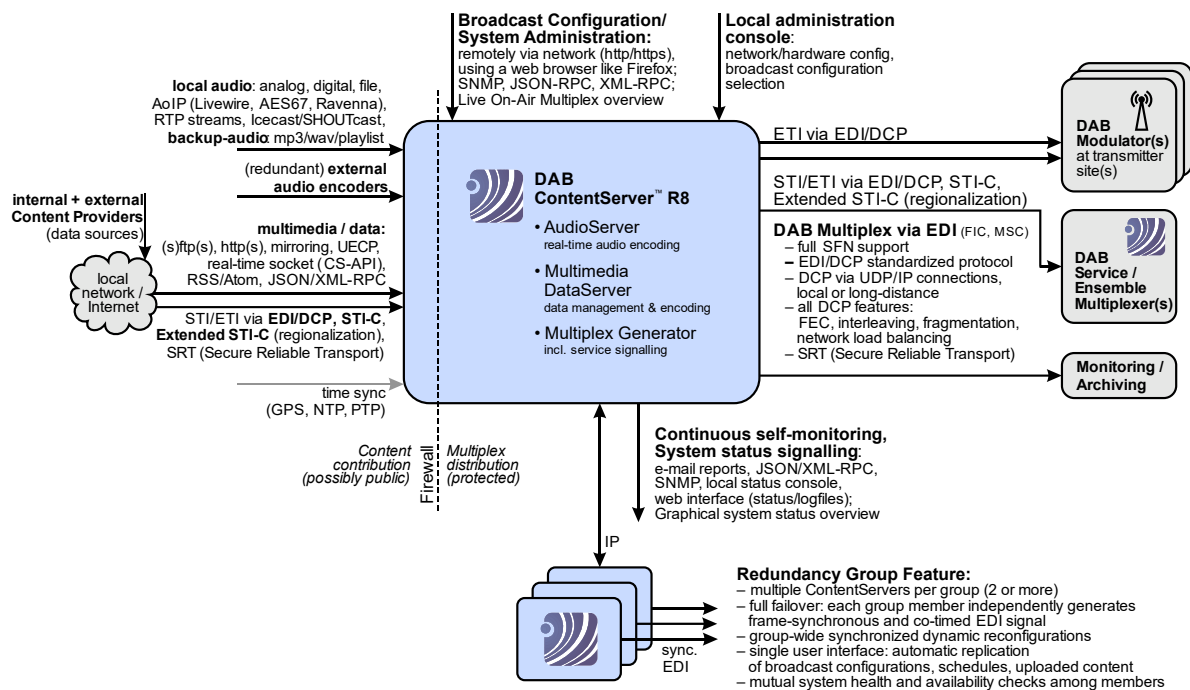 Broadcast Configuration/
System Administration:
remotely via network (http/https),
using a web browser like Firefox;
SNMP, JSON-RPC, XML-RPC;
Live On-Air Multiplex overview
Local administration
console:
network/hardware config,
broadcast configuration
selection
local audio: analog, digital, file,
AoIP (Livewire, AES67, Ravenna),
RTP streams, Icecast/SHOUTcast,
backup-audio: mp3/wav/playlist
(redundant) external
audio encoders
internal + external
Content Providers
(data sources)
local
network /
Internet
multimedia / data:
(s)ftp(s), http(s), mirroring, UECP,
real-time socket (CS-API),
RSS/Atom, JSON/XML-RPC
STI/ETI via EDI/DCP, STI-C,
Extended STI-C (regionalization),
SRT (Secure Reliable Transport)
time sync
(GPS, NTP, PTP)
Content
contribution
(possibly public)
Firewall
Multiplex
distribution
(protected)
DAB
ContentServer™ R8
• AudioServer
real-time audio encoding
• Multimedia
DataServer
data management & encoding
• Multiplex Generator
incl. service signalling
ETI via EDI/DCP
STI/ETI via EDI/DCP, STI-C,
Extended STI-C (regionalization)
DAB Multiplex via EDI (FIC, MSC)
– full SFN support
– EDI/DCP standardized protocol
– DCP via UDP/IP connections,
local or long-distance
– all DCP features:
FEC, interleaving, fragmentation,
network load balancing
– SRT (Secure Reliable Transport)
DAB
Modulator(s)
at transmitter
site(s)
DAB
Service /
Ensemble
Multiplexer(s)
Monitoring /
Archiving
Continuous self-monitoring,
System status signalling:
e-mail reports, JSON/XML-RPC,
SNMP, local status console,
web interface (status/logfiles);
Graphical system status overview
IP
sync.
EDI
Redundancy Group Feature:
– multiple ContentServers per group (2 or more)
– full failover: each group member independently generates
frame-synchronous and co-timed EDI signal
– group-wide synchronized dynamic reconfigurations
– single user interface: automatic replication
of broadcast configurations, schedules, uploaded content
– mutual system health and availability checks among members